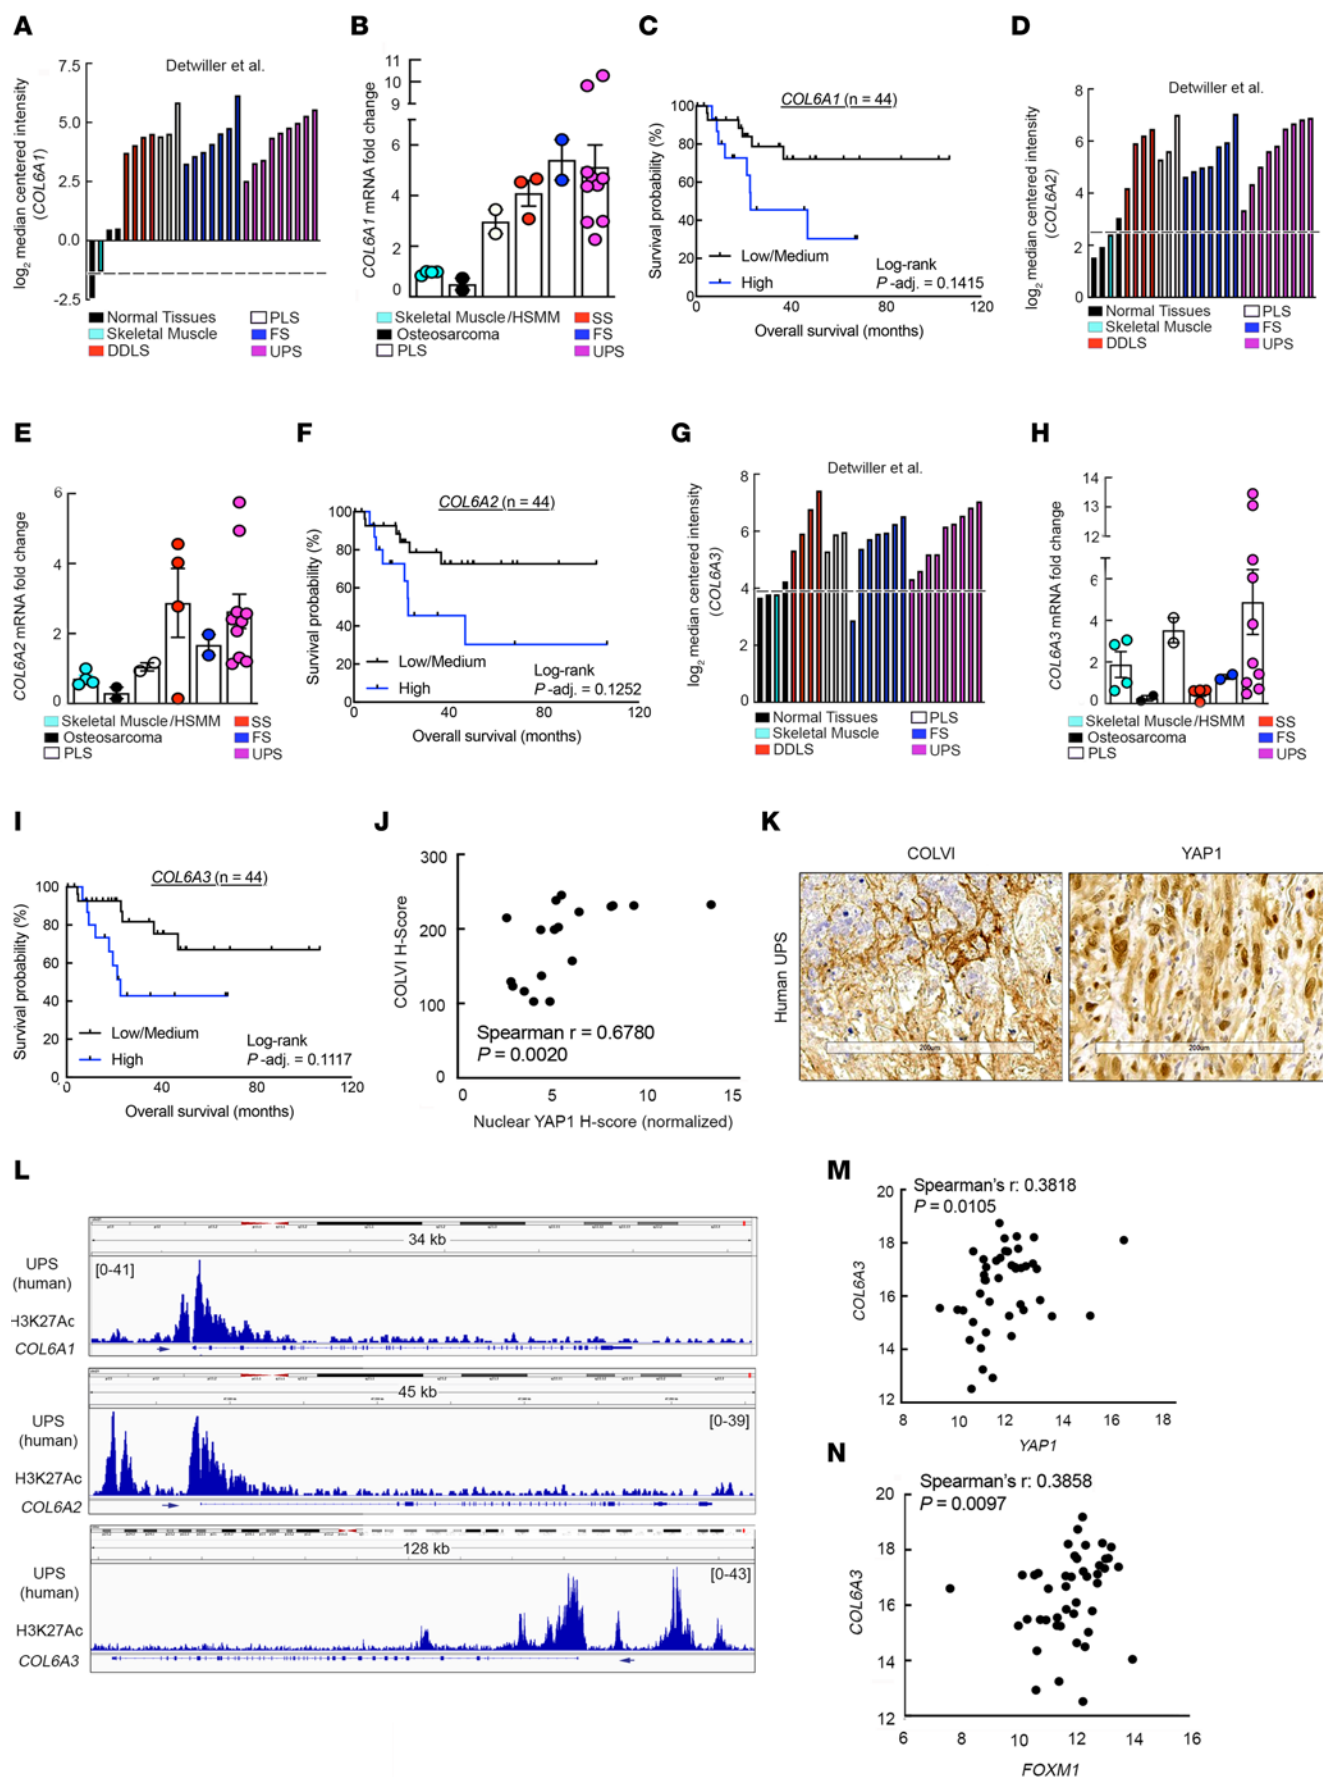 A
Detwiller et al.
log2 median centered intensity
(COL6A1)
7.5
5.0
2.5
0.0
-2.5
Normal Tissues
Skeletal Muscle
DDLS
PLS
FS
UPS
B
COL6A1 mRNA fold change
11
10
9
8
6
4
2
0
Skeletal Muscle/HSMM
Osteosarcoma
PLS
SS
FS
UPS
C
COL6A1 (n = 44)
Survival probability (%)
100
80
60
40
20
0
Low/Medium
High
Log-rank
P -adj. = 0.1415
0 40 80 120
Overall survival (months)
D
Detwiller et al.
log2 median centered intensity
(COL6A2)
8
6
4
2
0
Normal Tissues
Skeletal Muscle
DDLS
PLS
FS
UPS
E
COL6A2 mRNA fold change
6
4
2
0
Skeletal Muscle/HSMM
Osteosarcoma
PLS
SS
FS
UPS
F
COL6A2 (n = 44)
Survival probability (%)
100
80
60
40
20
0
Low/Medium
High
Log-rank
P -adj. = 0.1252
0 40 80 120
Overall survival (months)
G
Detwiller et al.
log2 median centered intensity
(COL6A3)
8
6
4
2
0
Normal Tissues
Skeletal Muscle
DDLS
PLS
FS
UPS
H
COL6A3 mRNA fold change
14
13
12
8
6
4
2
0
Skeletal Muscle/HSMM
Osteosarcoma
PLS
SS
FS
UPS
I
COL6A3 (n = 44)
Survival probability (%)
100
80
60
40
20
0
Low/Medium
High
Log-rank
P -adj. = 0.1117
0 40 80 120
Overall survival (months)
J
COLVI H-Score
300
200
100
0
Spearman r = 0.6780
P = 0.0020
0 5 10 15
Nuclear YAP1 H-score (normalized)
K
COLVI
YAP1
Human UPS
200um
200um
L
34 kb
UPS
(human)
[0-41]
H3K27Ac
COL6A1
45 kb
UPS
(human)
[0-39]
H3K27Ac
COL6A2
128 kb
UPS
(human)
[0-43]
H3K27Ac
COL6A3
M
Spearman's r: 0.3818
P = 0.0105
COL6A3
20
18
16
14
12
8 10 12 14 16 18
YAP1
N
Spearman's r: 0.3858
P = 0.0097
COL6A3
20
18
16
14
12
6 8 10 12 14 16
FOXM1